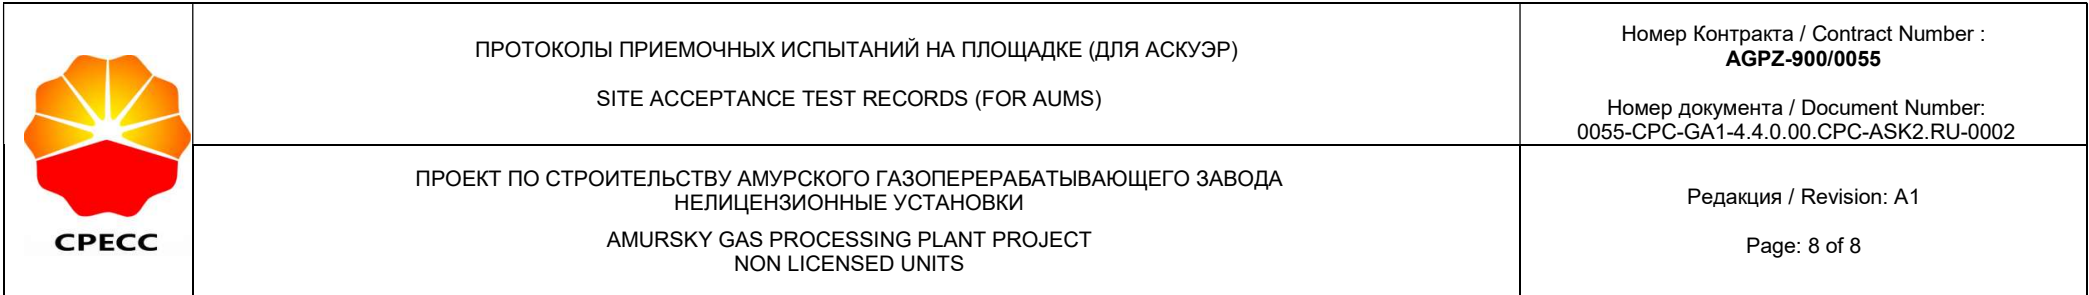 ПРОТОКОЛЫ ПРИЕМОЧНЫХ ИСПЫТАНИЙ НА ПЛОЩАДКЕ (ДЛЯ АСКУЭР)
SITE ACCEPTANCE TEST RECORDS (FOR AUMS)
Номер Контракта / Contract Number :
AGPZ-900/0055
Номер документа / Document Number:
0055-CPC-GA1-4.4.0.00.CPC-ASK2.RU-0002
CPECC
ПРОЕКТ ПО СТРОИТЕЛЬСТВУ АМУРСКОГО ГАЗОПЕРЕРАБАТЫВАЮЩЕГО ЗАВОДА
НЕЛИЦЕНЗИОННЫЕ УСТАНОВКИ
AMURSKY GAS PROCESSING PLANT PROJECT
NON LICENSED UNITS
Редакция / Revision: A1
Page: 8 of 8